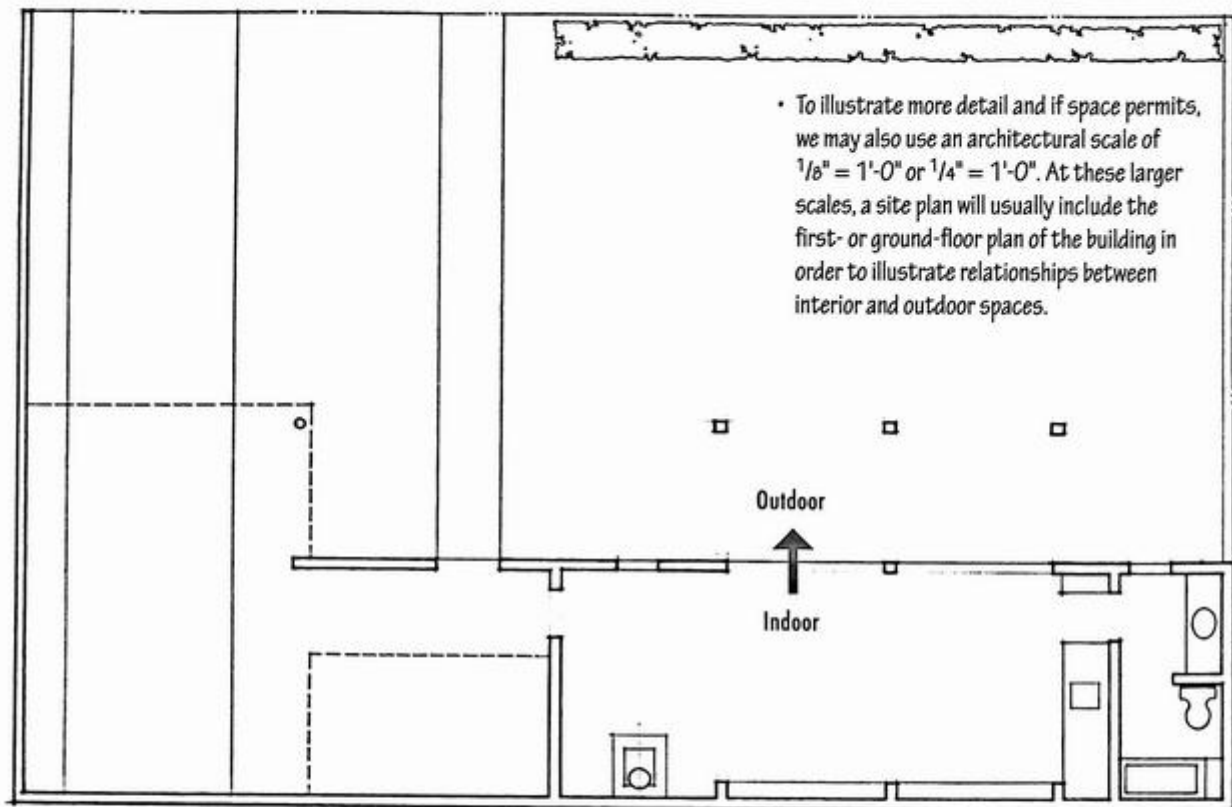 • To illustrate more detail and if space permits,
we may also use an architectural scale of
1/8" = 1'-0" or 1/4" = 1'-0". At these larger
scales, a site plan will usually include the
first- or ground-floor plan of the building in
order to illustrate relationships between
interior and outdoor spaces.
Outdoor
Indoor